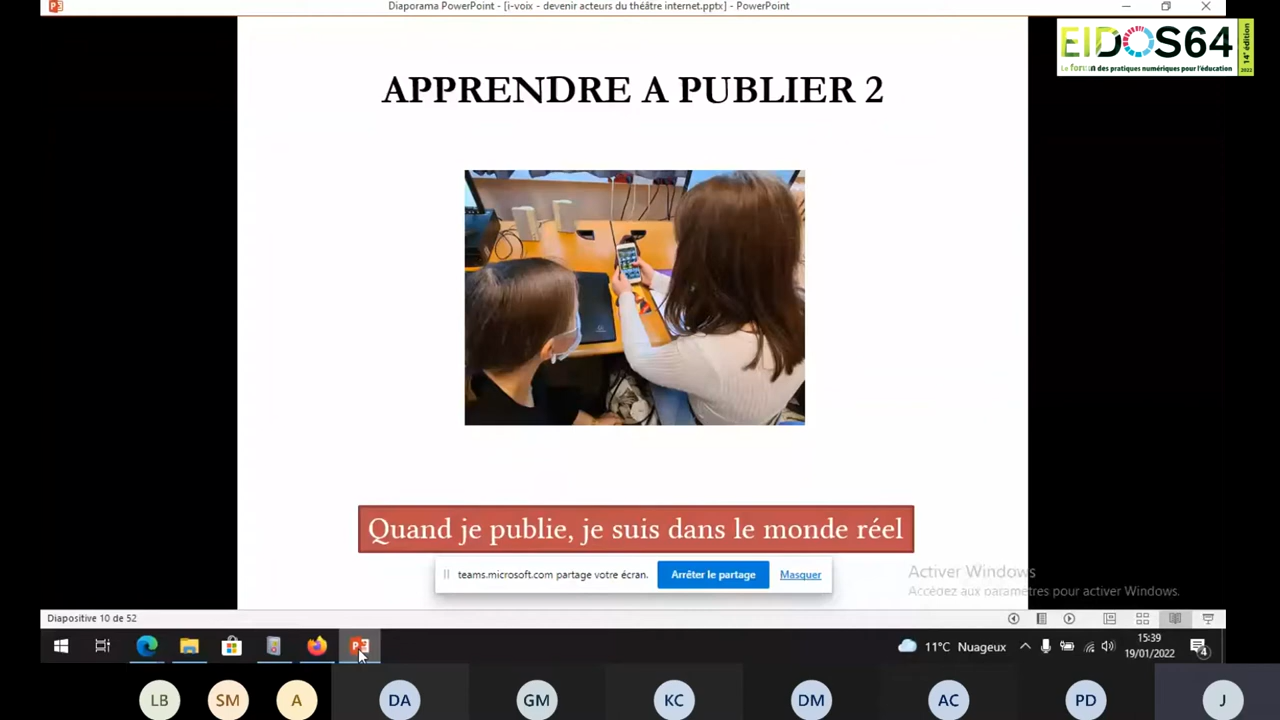 Diaporama PowerPoint - [i-voix - devenir acteurs du théâtre internet.pptx] - PowerPoint
EIDOS64
Le forum des pratiques numériques pour l'éducation
14e édition
2022
APPRENDRE A PUBLIER 2
Quand je publie, je suis dans le monde réel
teams.microsoft.com partage votre écran.
Arrêter le partage
Masquer
Activer Windows
Accédez aux paramètres pour activer Windows.
Diapositive 10 de 52
11°C Nuageux
15:39
19/01/2022
4
LB SM A DA GM KC DM AC PD J